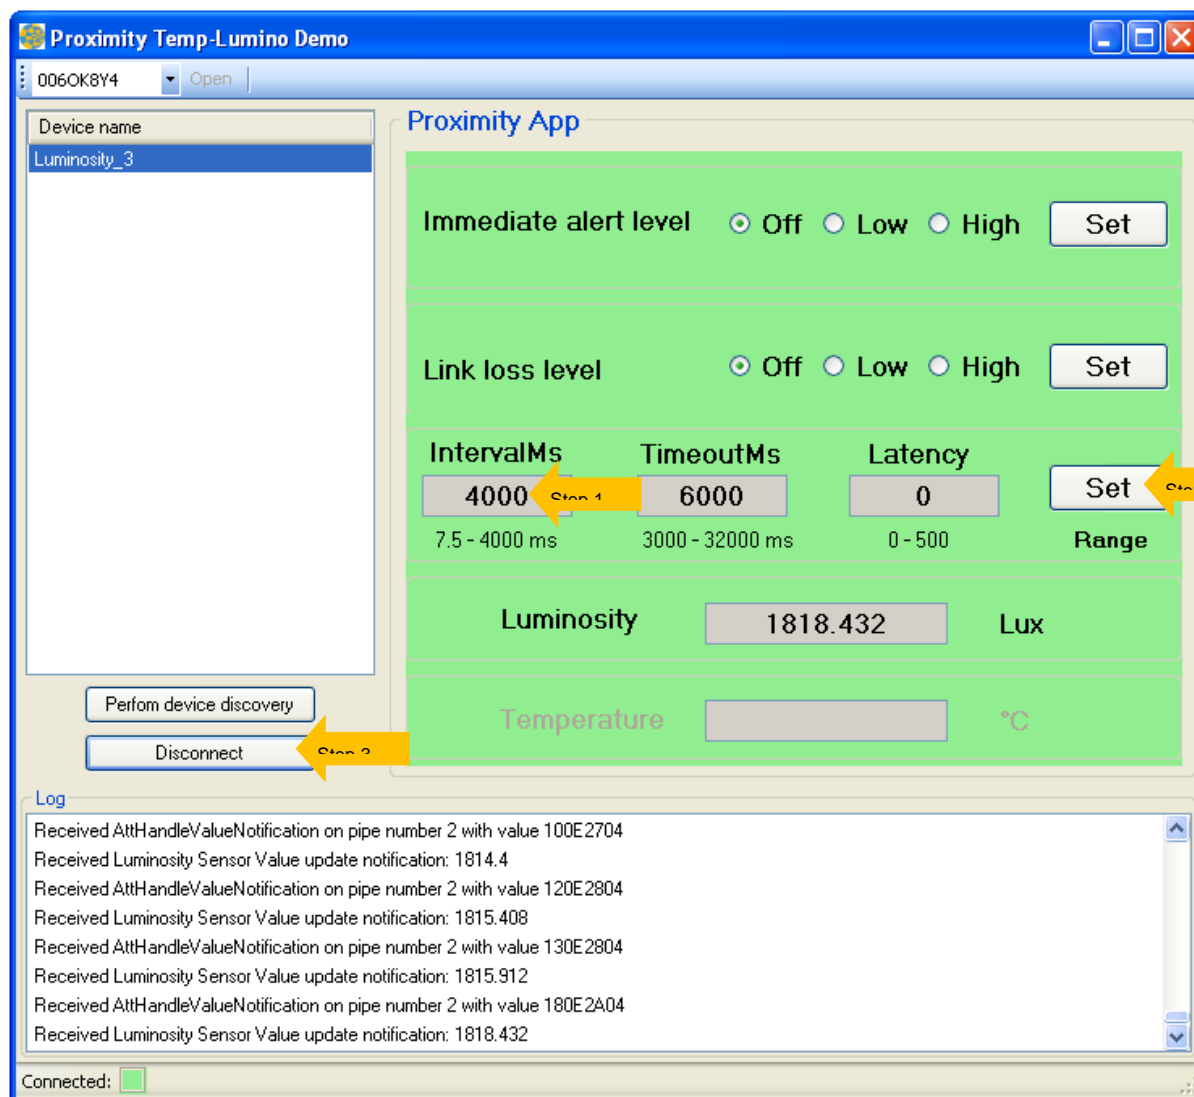 Proximity Temp-Lumino Demo
006OK8Y4 Open
Device name
Luminosity_3
Perfom device discovery
Disconnect
Proximity App
Immediate alert level Off Low High Set
Link loss level Off Low High Set
IntervalMs TimeoutMs Latency
4000 6000 0 Set
7.5 - 4000 ms 3000 - 32000 ms 0 - 500 Range
Luminosity 1818.432 Lux
Temperature °C
Log
Received AttHandleValueNotification on pipe number 2 with value 100E2704
Received Luminosity Sensor Value update notification: 1814.4
Received AttHandleValueNotification on pipe number 2 with value 120E2804
Received Luminosity Sensor Value update notification: 1815.408
Received AttHandleValueNotification on pipe number 2 with value 130E2804
Received Luminosity Sensor Value update notification: 1815.912
Received AttHandleValueNotification on pipe number 2 with value 180E2A04
Received Luminosity Sensor Value update notification: 1818.432
Connected: